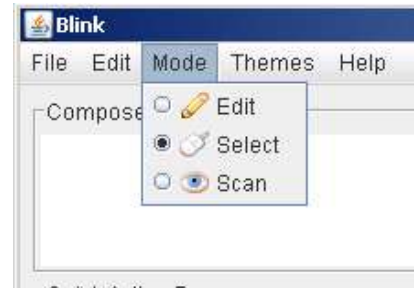 Blink
File Edit Mode Themes Help
Compose
Edit
Select
Scan